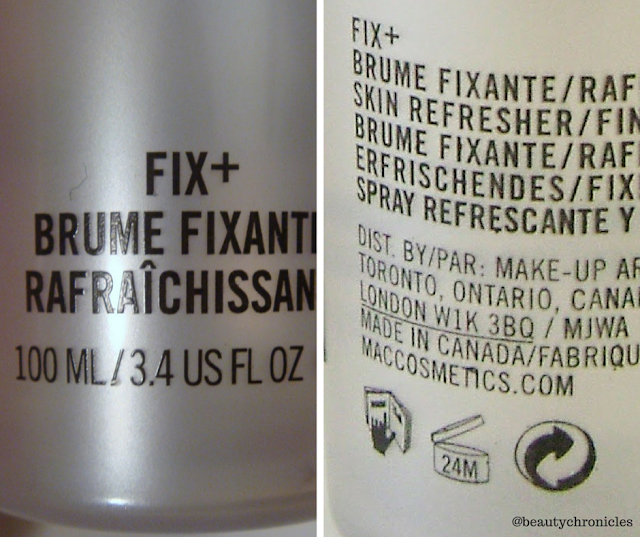 FIX+
BRUME FIXANT
RAFRAÎCHISSAN
100 ML/3.4 US FL OZ
FIX+
BRUME FIXANTE/RAF
SKIN REFRESHER/FIN
BRUME FIXANTE/RAF
ERFRISCHENDES/FIX
SPRAY REFRESCANTE Y
DIST. BY/PAR: MAKE-UP AR
TORONTO, ONTARIO, CANA
LONDON W1K 3BQ / MJWA
MADE IN CANADA/FABRIQU
MACCOSMETICS.COM
24M
@beautychronicles